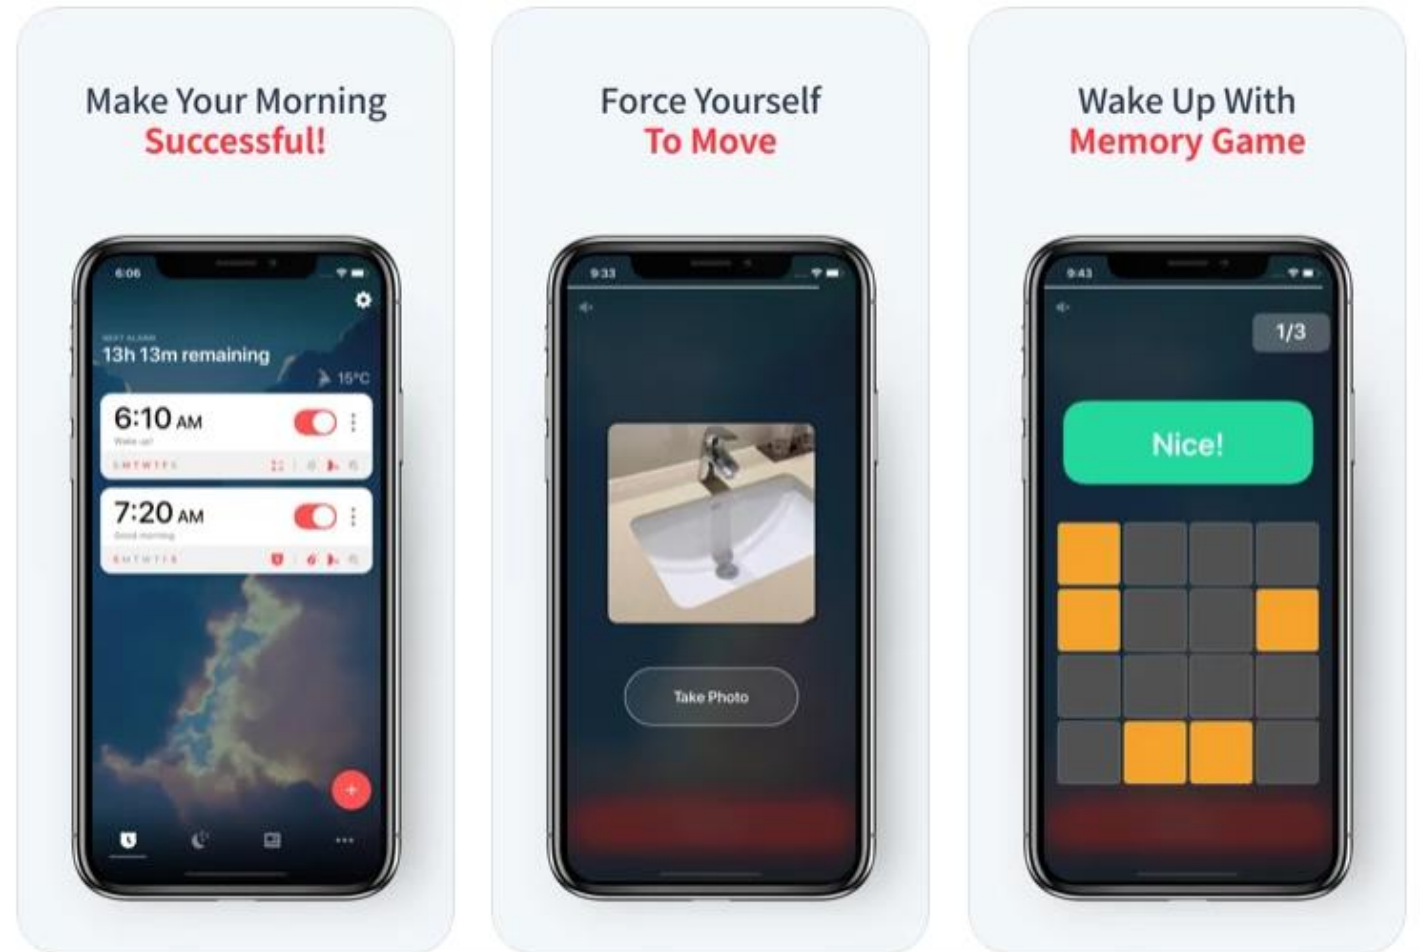 Make Your Morning
Successful!
6:06
NEXT ALARM
13h 13m remaining
15°C
6:10 AM
Wake up!
S M T W T F S
7:20 AM
Good morning
S M T W T F S
Force Yourself
To Move
9:33
Take Photo
Wake Up With
Memory Game
9:43
1/3
Nice!